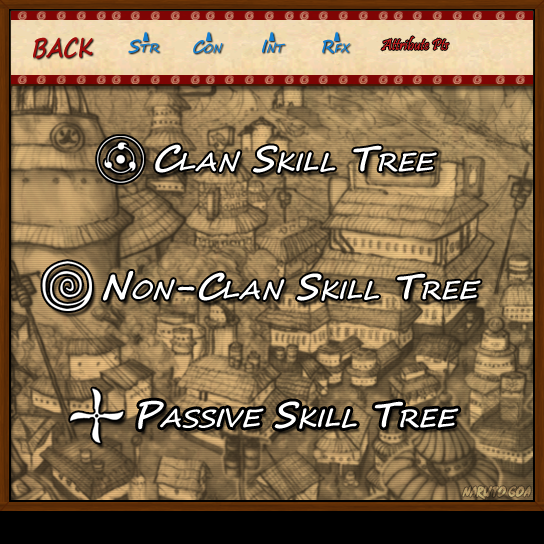 BACK Str Con Int Rfx Attribute Pts
Clan Skill Tree
Non-Clan Skill Tree
Passive Skill Tree
NARUTO GOA